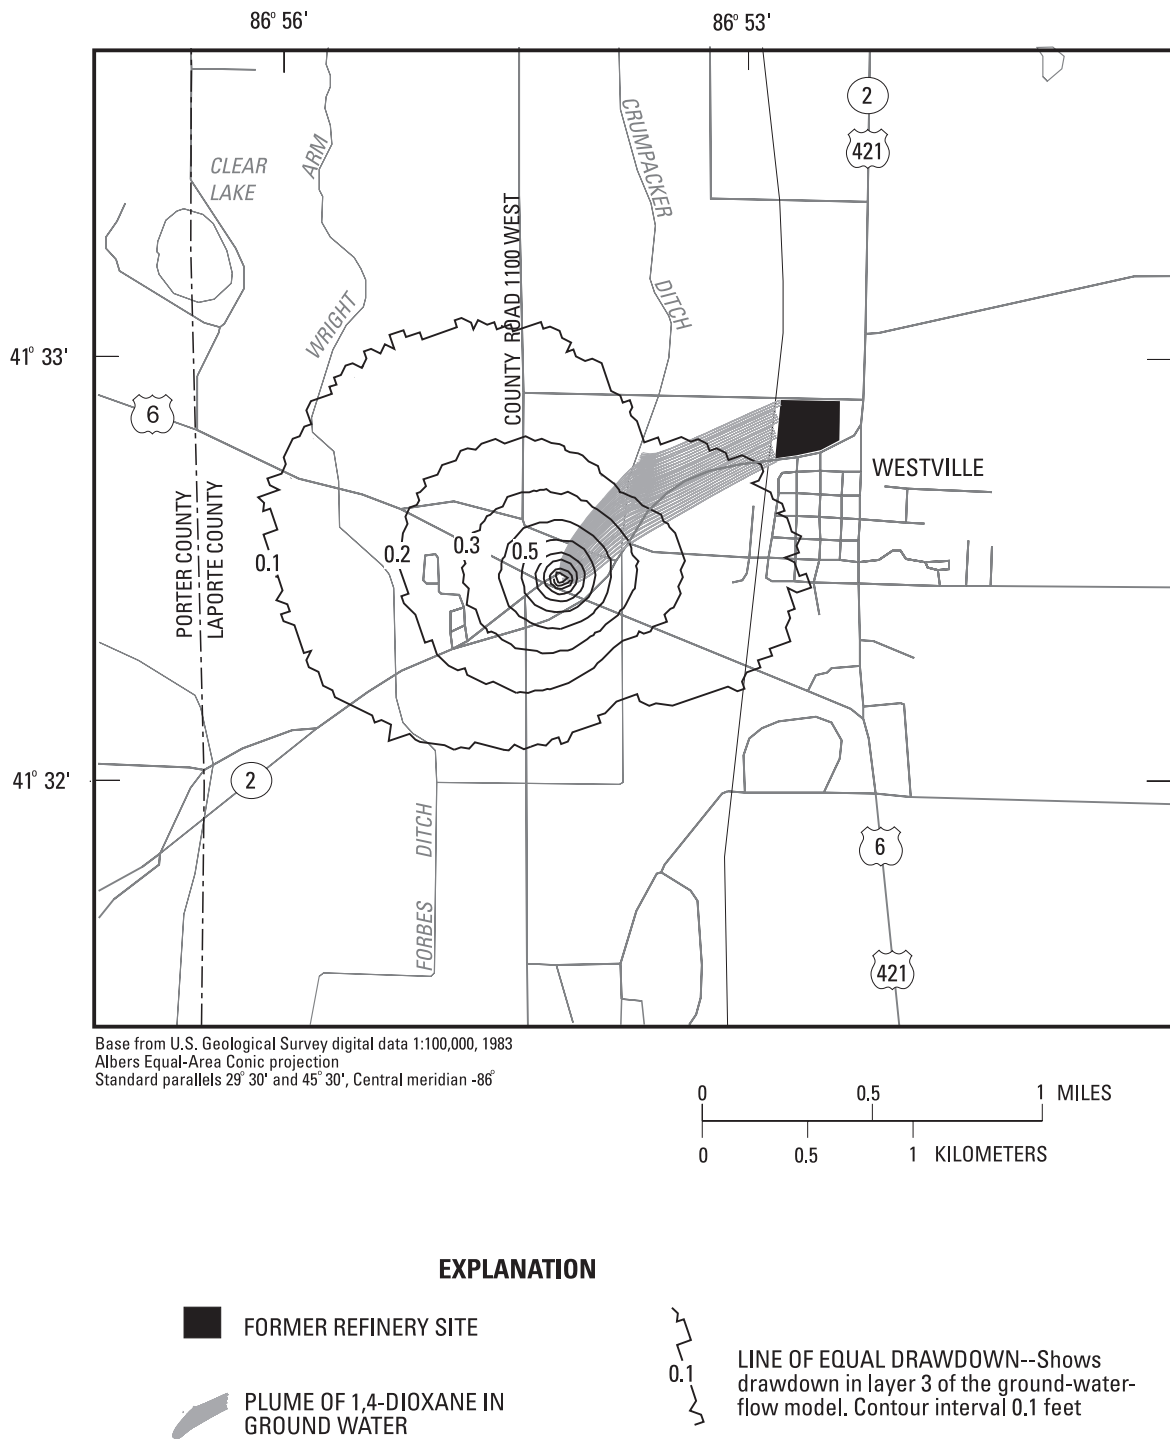 86° 56'
86° 53'
2
421
CLEAR
LAKE
ARM
WRIGHT
CRUMPACKER
DITCH
COUNTY ROAD 1100 WEST
41° 33'
6
WESTVILLE
PORTER COUNTY
LAPORTE COUNTY
0.1
0.2
0.3
0.5
41° 32'
2
FORBES DITCH
6
421
Base from U.S. Geological Survey digital data 1:100,000, 1983
Albers Equal-Area Conic projection
Standard parallels 29° 30' and 45° 30', Central meridian -86°
0 0.5 1 MILES
0 0.5 1 KILOMETERS
EXPLANATION
FORMER REFINERY SITE
PLUME OF 1,4-DIOXANE IN
GROUND WATER
0.1
LINE OF EQUAL DRAWDOWN--Shows
drawdown in layer 3 of the ground-water-
flow model. Contour interval 0.1 feet